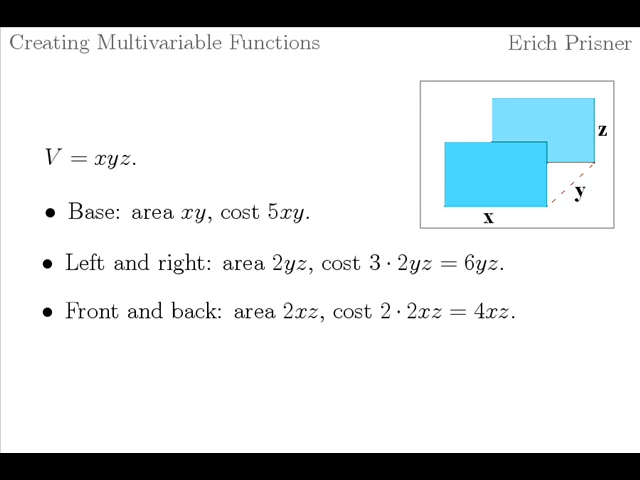 Creating Multivariable Functions Erich Prisner
V = xyz.
• Base: area xy, cost 5xy.
• Left and right: area 2yz, cost 3 · 2yz = 6yz.
• Front and back: area 2xz, cost 2 · 2xz = 4xz.
z
y
x